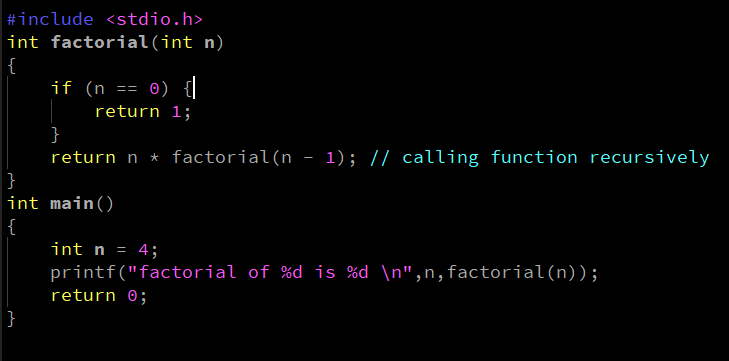 #include <stdio.h>
int factorial(int n)
{
    if (n == 0) {
        return 1;
    }
    return n * factorial(n - 1); // calling function recursively
}
int main()
{
    int n = 4;
    printf("factorial of %d is %d \n",n,factorial(n));
    return 0;
}